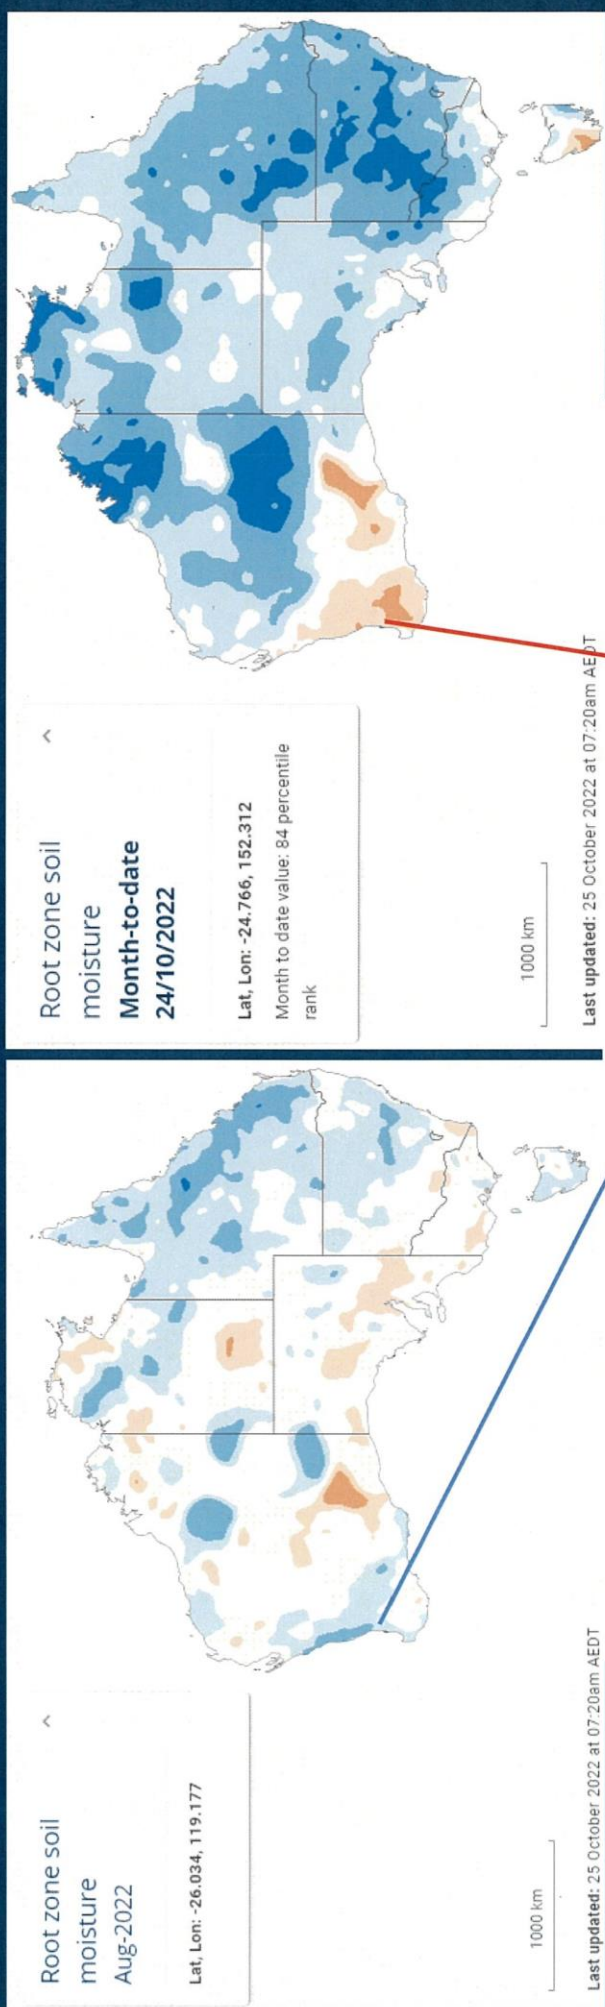 Root zone soil
moisture
Aug-2022
Lat, Lon: -26.034, 119.177
1000 km
Last updated: 25 October 2022 at 07:20am AEDT
Root zone soil
moisture
Month-to-date
24/10/2022
Lat, Lon: -24.766, 152.312
Month to date value: 84 percentile
rank
1000 km
Last updated: 25 October 2022 at 07:20am AEDT